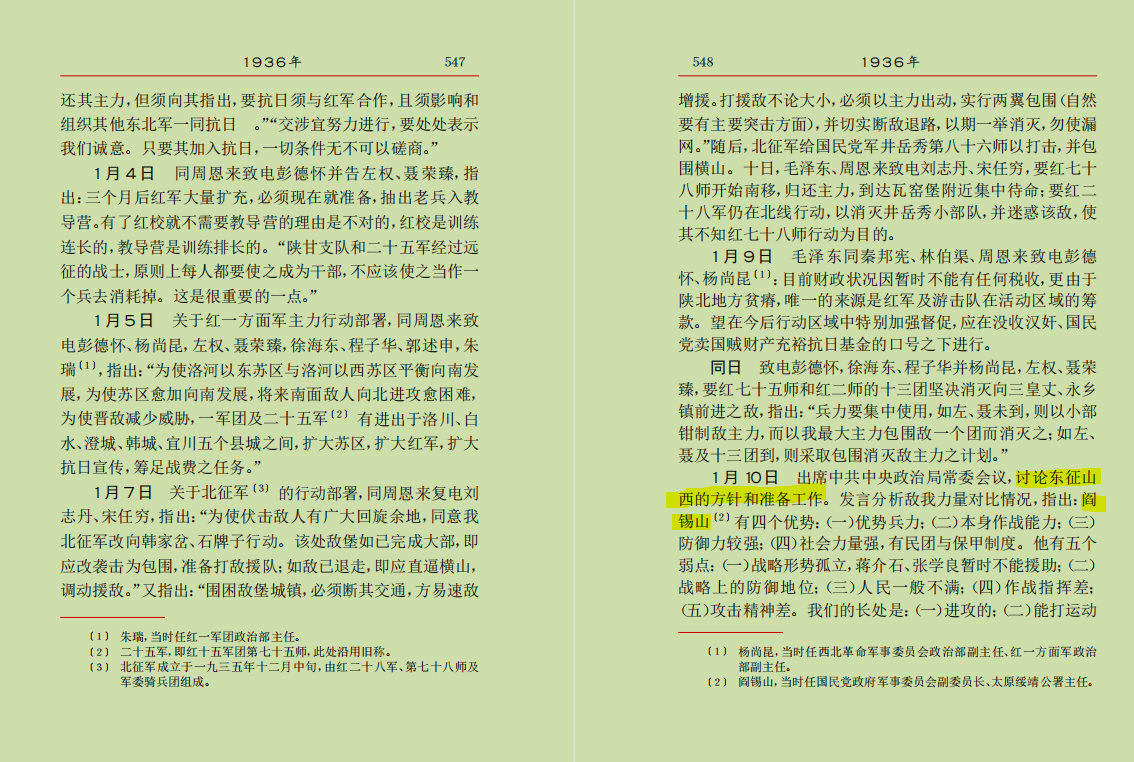 1936年 547
还其主力，但须向其指出，要抗日须与红军合作，且须影响和
组织其他东北军一同抗日 。”“交涉宜努力进行，要处处表示
我们诚意。只要其加入抗日，一切条件无不可以磋商。”
1月4日 同周恩来致电彭德怀并告左权、聂荣臻，指
出：三个月后红军大量扩充，必须现在就准备，抽出老兵入教
导营。有了红校就不需要教导营的理由是不对的，红校是训练
连长的，教导营是训练排长的。“陕甘支队和二十五军经过远
征的战士，原则上每人都要使之成为干部，不应该使之当作一
个兵去消耗掉。这是很重要的一点。”
1月5日 关于红一方面军主力行动部署，同周恩来致
电彭德怀、杨尚昆，左权、聂荣臻，徐海东、程子华、郭述申，朱
瑞〔1〕，指出：“为使洛河以东苏区与洛河以西苏区平衡向南发
展，为使苏区愈加向南发展，将来南面敌人向北进攻愈困难，
为使晋敌减少威胁，一军团及二十五军〔2〕有进出于洛川、白
水、澄城、韩城、宜川五个县城之间，扩大苏区，扩大红军，扩大
抗日宣传，筹足战费之任务。”
1月7日 关于北征军〔3〕的行动部署，同周恩来复电刘
志丹、宋任穷，指出：“为使伏击敌人有广大回旋余地，同意我
北征军改向韩家岔、石牌子行动。该处敌堡如已完成大部，即
应改袭击为包围，准备打敌援队；如敌已退走，即应直逼横山，
调动援敌。”又指出：“围困敌堡城镇，必须断其交通，方易速敌
〔1〕 朱瑞，当时任红一军团政治部主任。
〔2〕 二十五军，即红十五军团第七十五师，此处沿用旧称。
〔3〕 北征军成立于一九三五年十二月中旬，由红二十八军、第七十八师及
军委骑兵团组成。
548 1936年
增援。打援敌不论大小，必须以主力出动，实行两翼包围（自然
要有主要突击方面），并切实断敌退路，以期一举消灭，勿使漏
网。”随后，北征军给国民党军井岳秀第八十六师以打击，并包
围横山。十日，毛泽东、周恩来致电刘志丹、宋任穷，要红七十
八师开始南移，归还主力，到达瓦窑堡附近集中待命；要红二
十八军仍在北线行动，以消灭井岳秀小部队，并迷惑该敌，使
其不知红七十八师行动为目的。
1月9日 毛泽东同秦邦宪、林伯渠、周恩来致电彭德
怀、杨尚昆〔1〕：目前财政状况因暂时不能有任何税收，更由于
陕北地方贫瘠，唯一的来源是红军及游击队在活动区域的筹
款。望在今后行动区域中特别加强督促，应在没收汉奸、国民
党卖国贼财产充裕抗日基金的口号之下进行。
同日 致电彭德怀，徐海东、程子华并杨尚昆，左权、聂荣
臻，要红七十五师和红二师的十三团坚决消灭向三皇丈、永乡
镇前进之敌，指出：“兵力要集中使用，如左、聂未到，则以小部
钳制敌主力，而以我最大主力包围敌一个团而消灭之；如左、
聂及十三团到，则采取包围消灭敌主力之计划。”
1月10日 出席中共中央政治局常委会议，讨论东征山
西的方针和准备工作。发言分析敌我力量对比情况，指出：阎
锡山〔2〕有四个优势：（一）优势兵力；（二）本身作战能力；（三）
防御力较强；（四）社会力量强，有民团与保甲制度。他有五个
弱点：（一）战略形势孤立，蒋介石、张学良暂时不能援助；（二）
战略上的防御地位；（三）人民一般不满；（四）作战指挥差；
（五）攻击精神差。我们的长处是：（一）进攻的；（二）能打运动
〔1〕 杨尚昆，当时任西北革命军事委员会政治部副主任、红一方面军政治
部副主任。
〔2〕 阎锡山，当时任国民党政府军事委员会副委员长、太原绥靖公署主任。